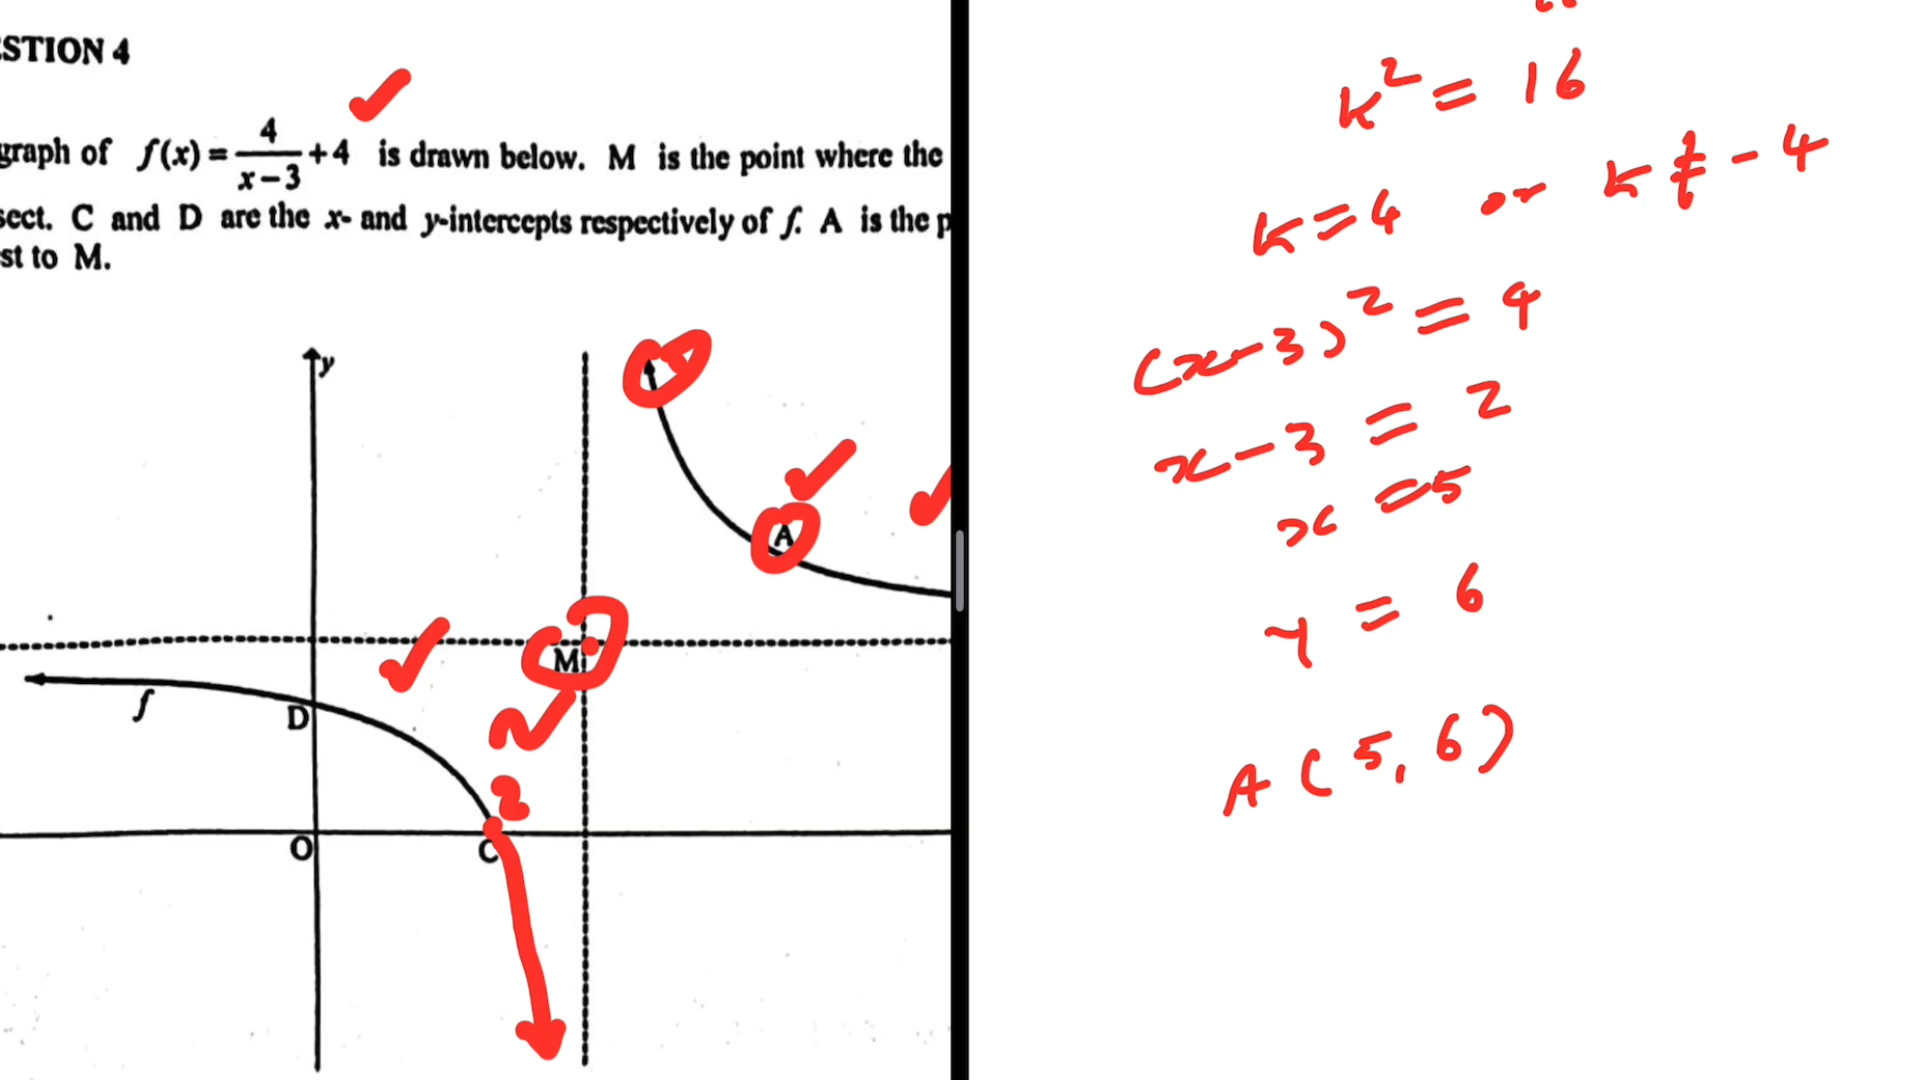 STION 4
graph of f(x) = 4/(x-3) + 4 is drawn below. M is the point where the
sect. C and D are the x- and y-intercepts respectively of f. A is the p
st to M.
y
A
M
f
D
2
O
C
k² = 16
k = 4 or k ≠ - 4
(x-3)² = 4
x-3 = 2
x = 5
y = 6
A (5, 6)